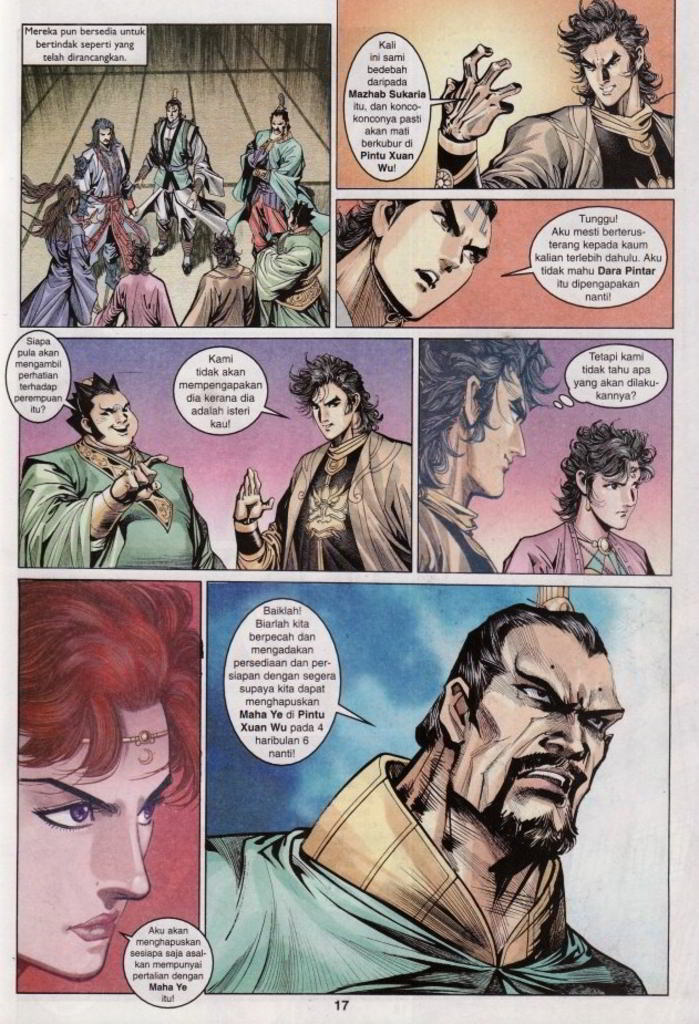 Mereka pun bersedia untuk
bertindak seperti yang
telah dirancangkan.
Kali
ini sami
bedebah
daripada
Mazhab Sukaria
itu, dan konco-
konconya pasti
akan mati
berkubur di
Pintu Xuan
Wu!
Tunggu!
Aku mesti berterus-
terang kepada kaum
kalian terlebih dahulu. Aku
tidak mahu Dara Pintar
itu dipengapakan
nanti!
Siapa
pula akan
mengambil
perhatian
terhadap
perempuan
itu?
Kami
tidak akan
mempengapakan
dia kerana dia
adalah isteri
kau!
Tetapi kami
tidak tahu apa
yang akan dilaku-
kannya?
Baiklah!
Biarlah kita
berpecah dan
mengadakan
persediaan dan per-
siapan dengan segera
supaya kita dapat
menghapuskan
Maha Ye di Pintu
Xuan Wu pada 4
haribulan 6
nanti!
Aku akan
menghapuskan
sesiapa saja asal-
kan mempunyai
pertalian dengan
Maha Ye
itu!
17